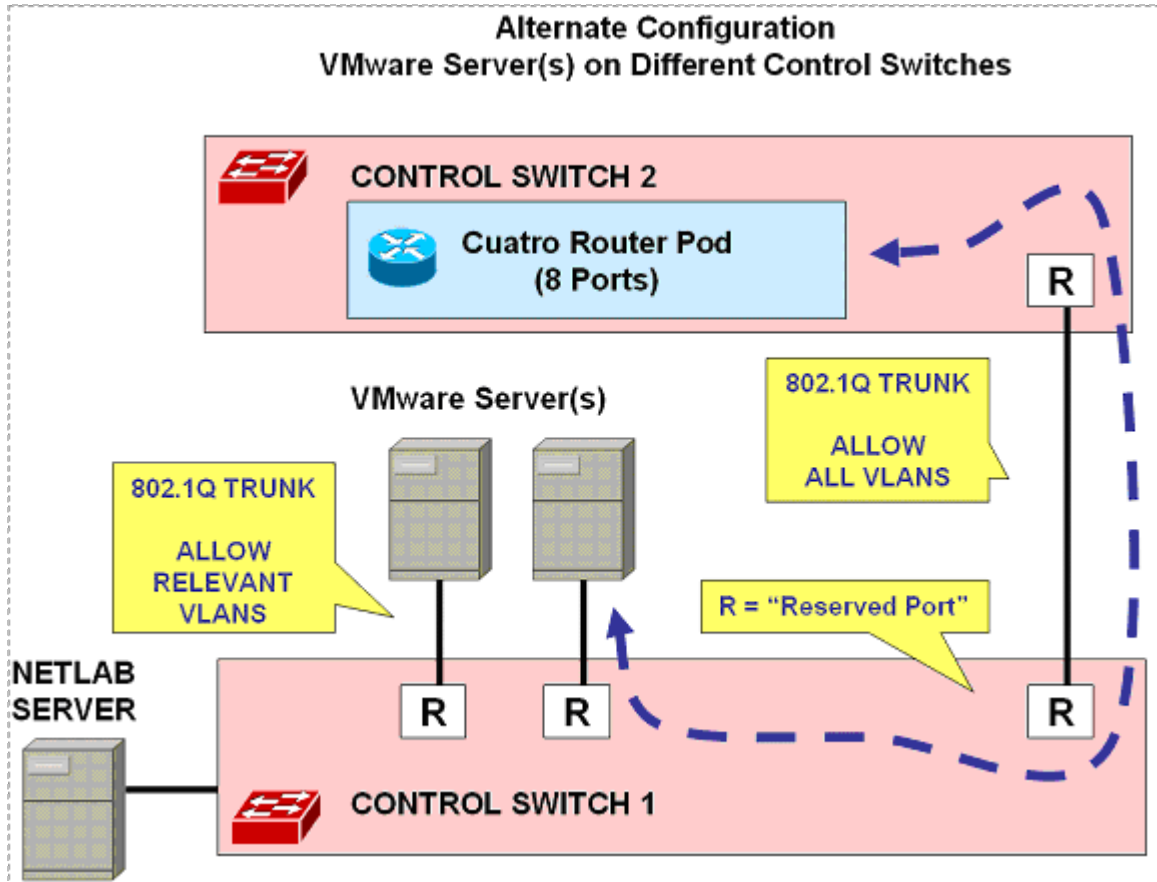 Alternate Configuration
VMware Server(s) on Different Control Switches
CONTROL SWITCH 2
Cuatro Router Pod
(8 Ports)
R
802.1Q TRUNK
ALLOW
ALL VLANS
VMware Server(s)
802.1Q TRUNK
ALLOW
RELEVANT
VLANS
R = “Reserved Port”
NETLAB
SERVER
R
R
R
CONTROL SWITCH 1